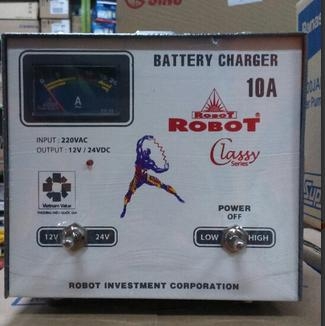 BATTERY CHARGER
10A
A
ROBOT
ROBOT
Classy
Series
INPUT : 220VAC
OUTPUT : 12V / 24VDC
Vietnam Value
POWER
OFF
12V
24V
LOW
HIGH
ROBOT INVESTMENT CORPORATION